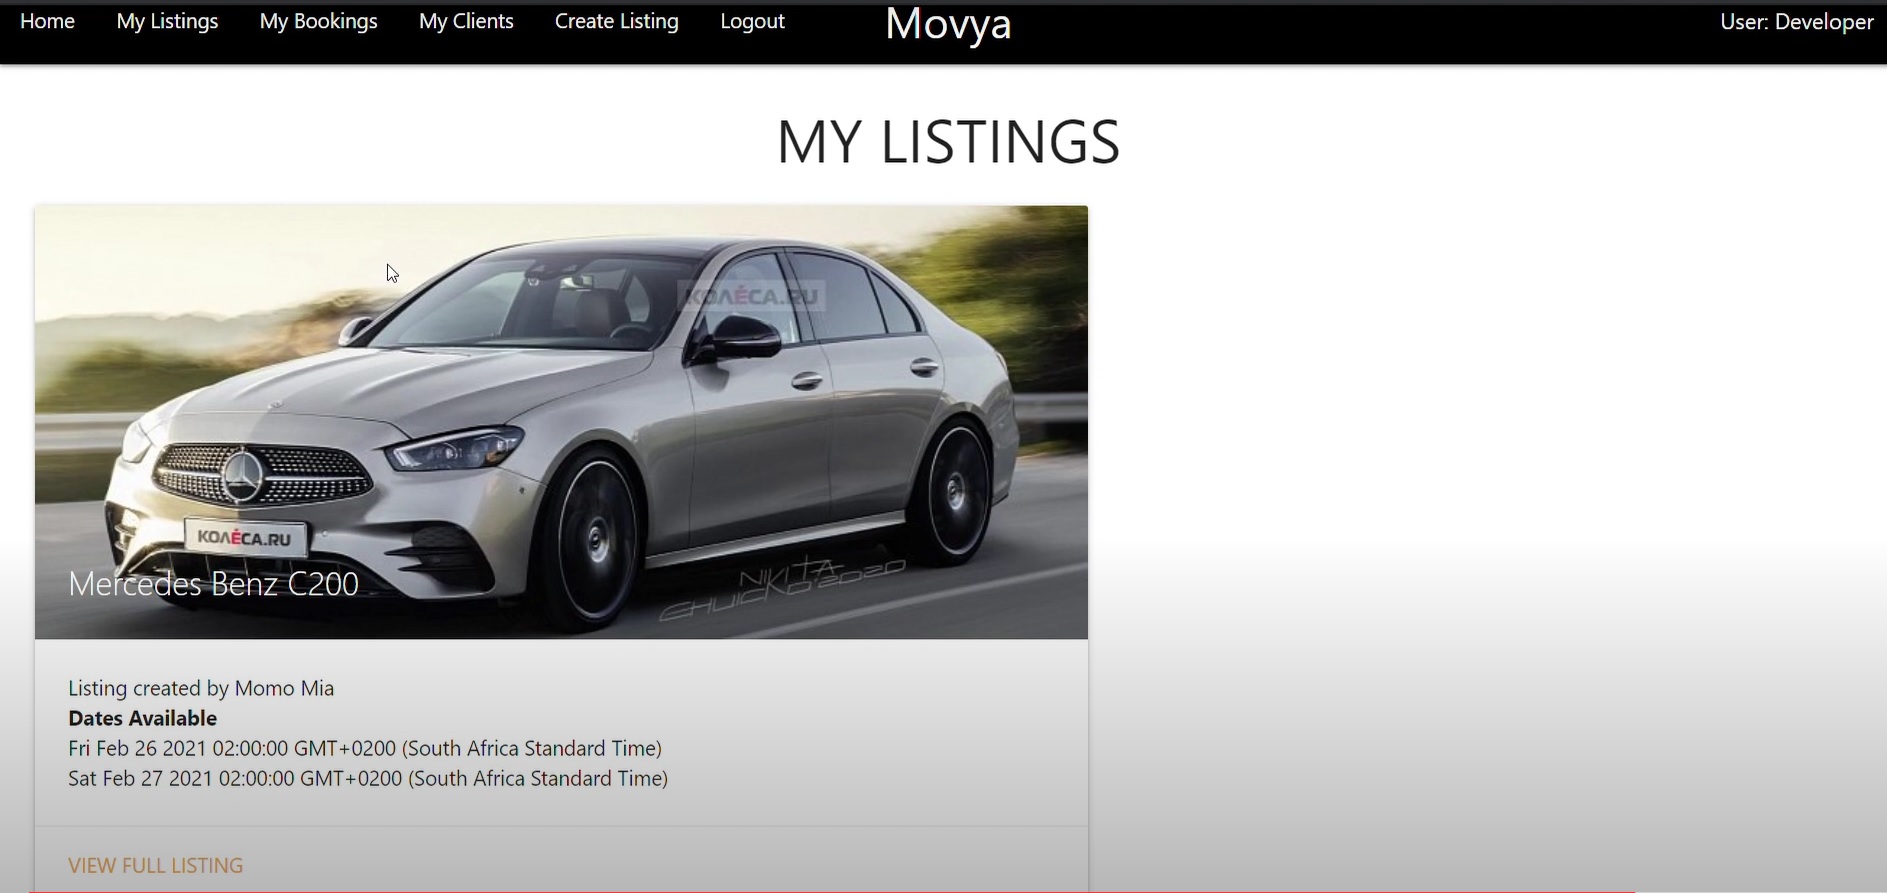 Home My Listings My Bookings My Clients Create Listing Logout Movya User: Developer
MY LISTINGS
КОЛЁСА.RU
КОЛЁСА.RU
Mercedes Benz C200
NIKITA
CHUICKO'2020
Listing created by Momo Mia
Dates Available
Fri Feb 26 2021 02:00:00 GMT+0200 (South Africa Standard Time)
Sat Feb 27 2021 02:00:00 GMT+0200 (South Africa Standard Time)
VIEW FULL LISTING